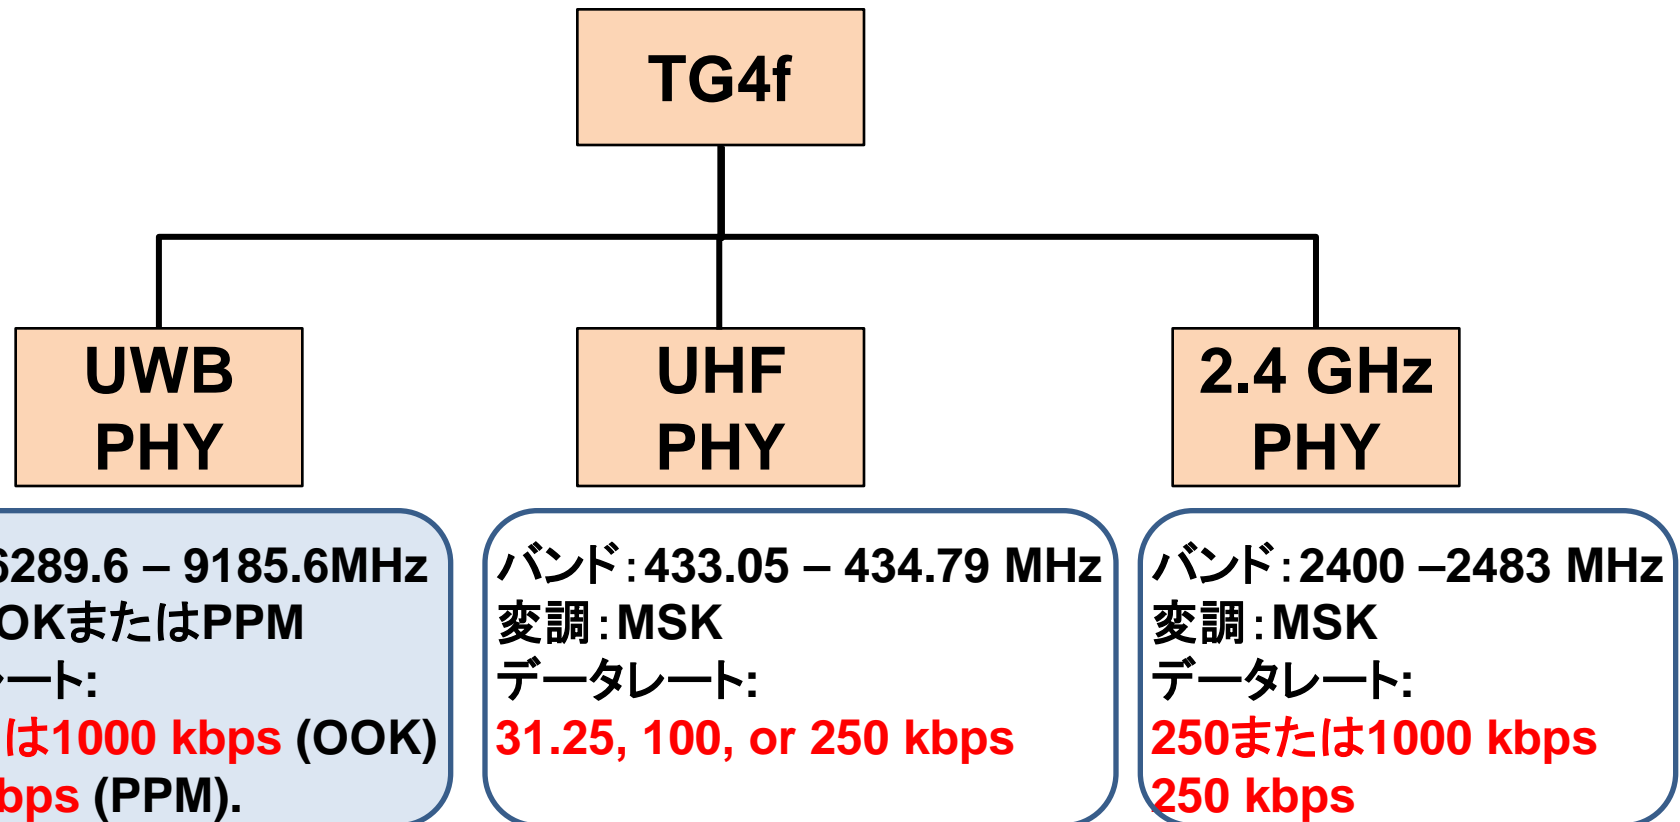 TG4f
UWB
PHY
UHF
PHY
2.4 GHz
PHY
6289.6 – 9185.6MHz
OKまたはPPM
ート:
は1000 kbps (OOK)
bps (PPM).
バンド:433.05 – 434.79 MHz
変調:MSK
データレート:
31.25, 100, or 250 kbps
バンド:2400 –2483 MHz
変調:MSK
データレート:
250または1000 kbps
250 kbps